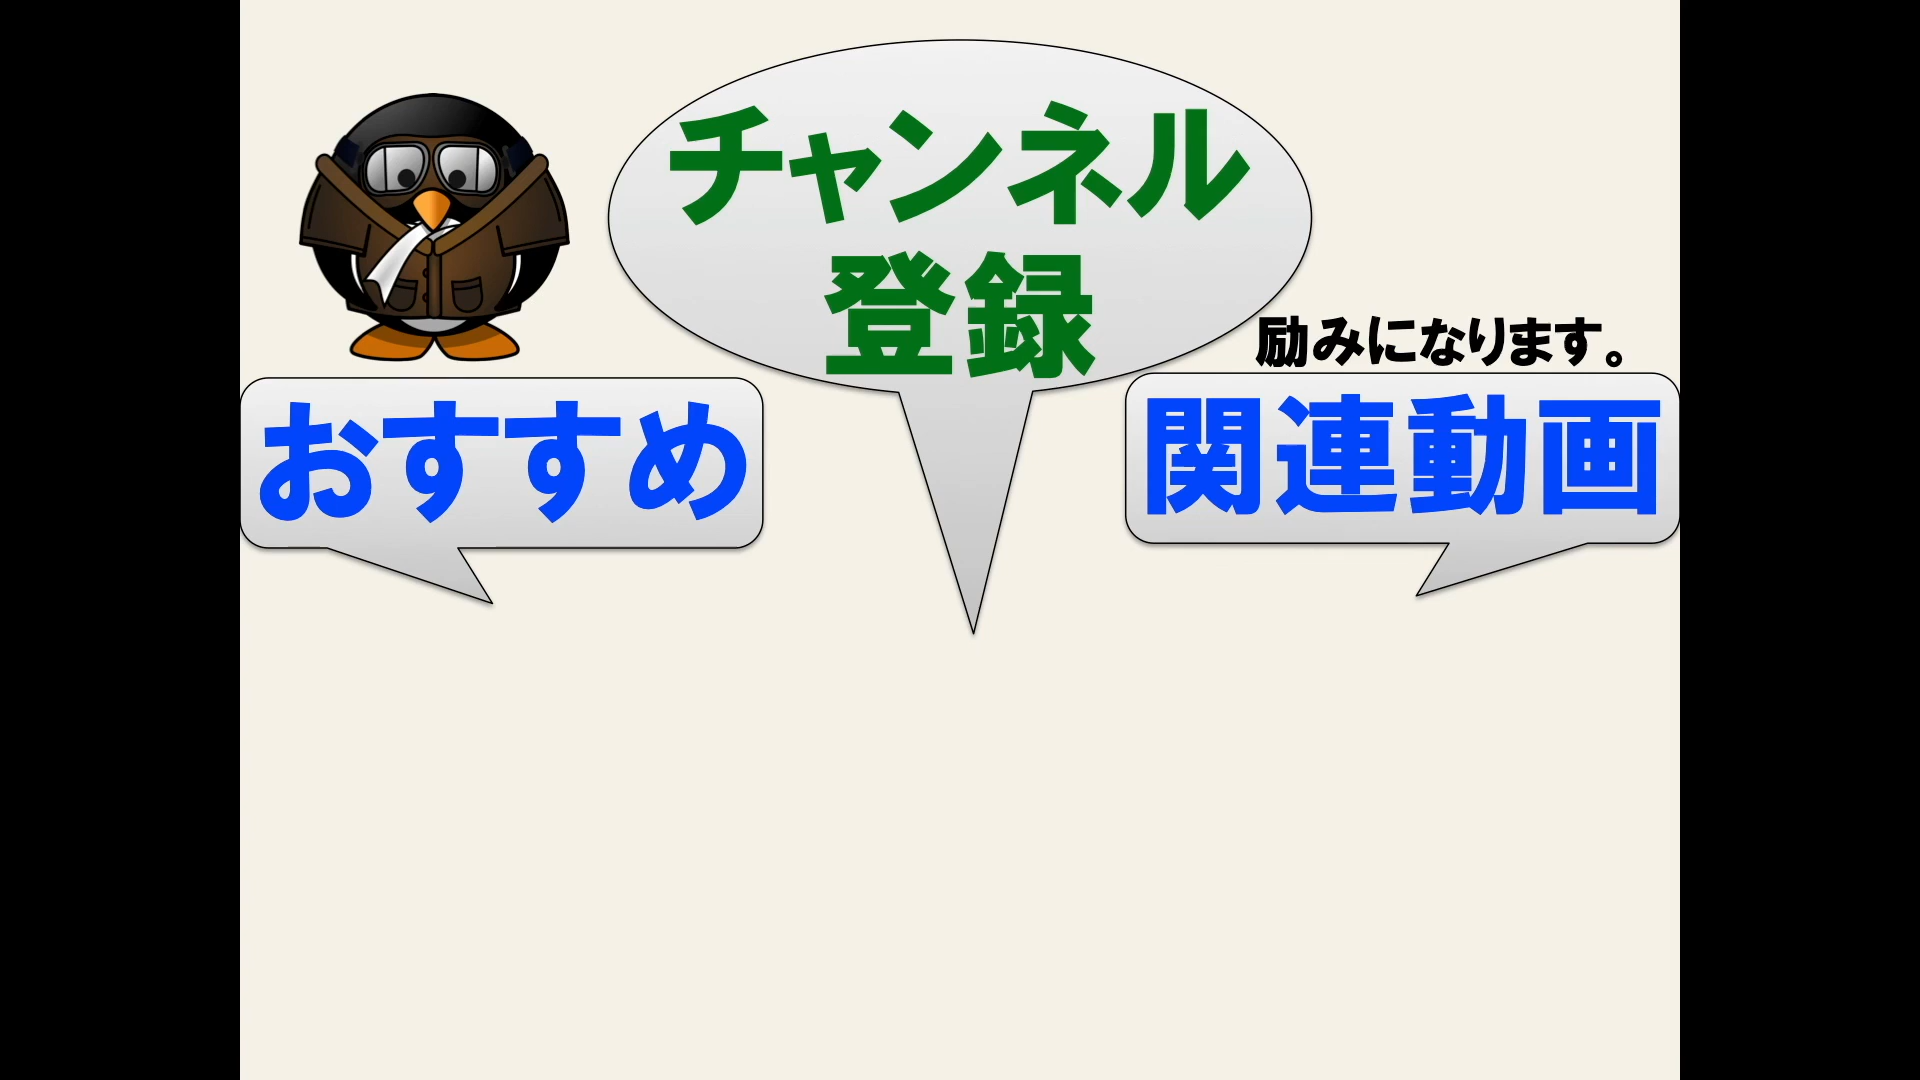 チャンネル
登録
励みになります。
おすすめ
関連動画